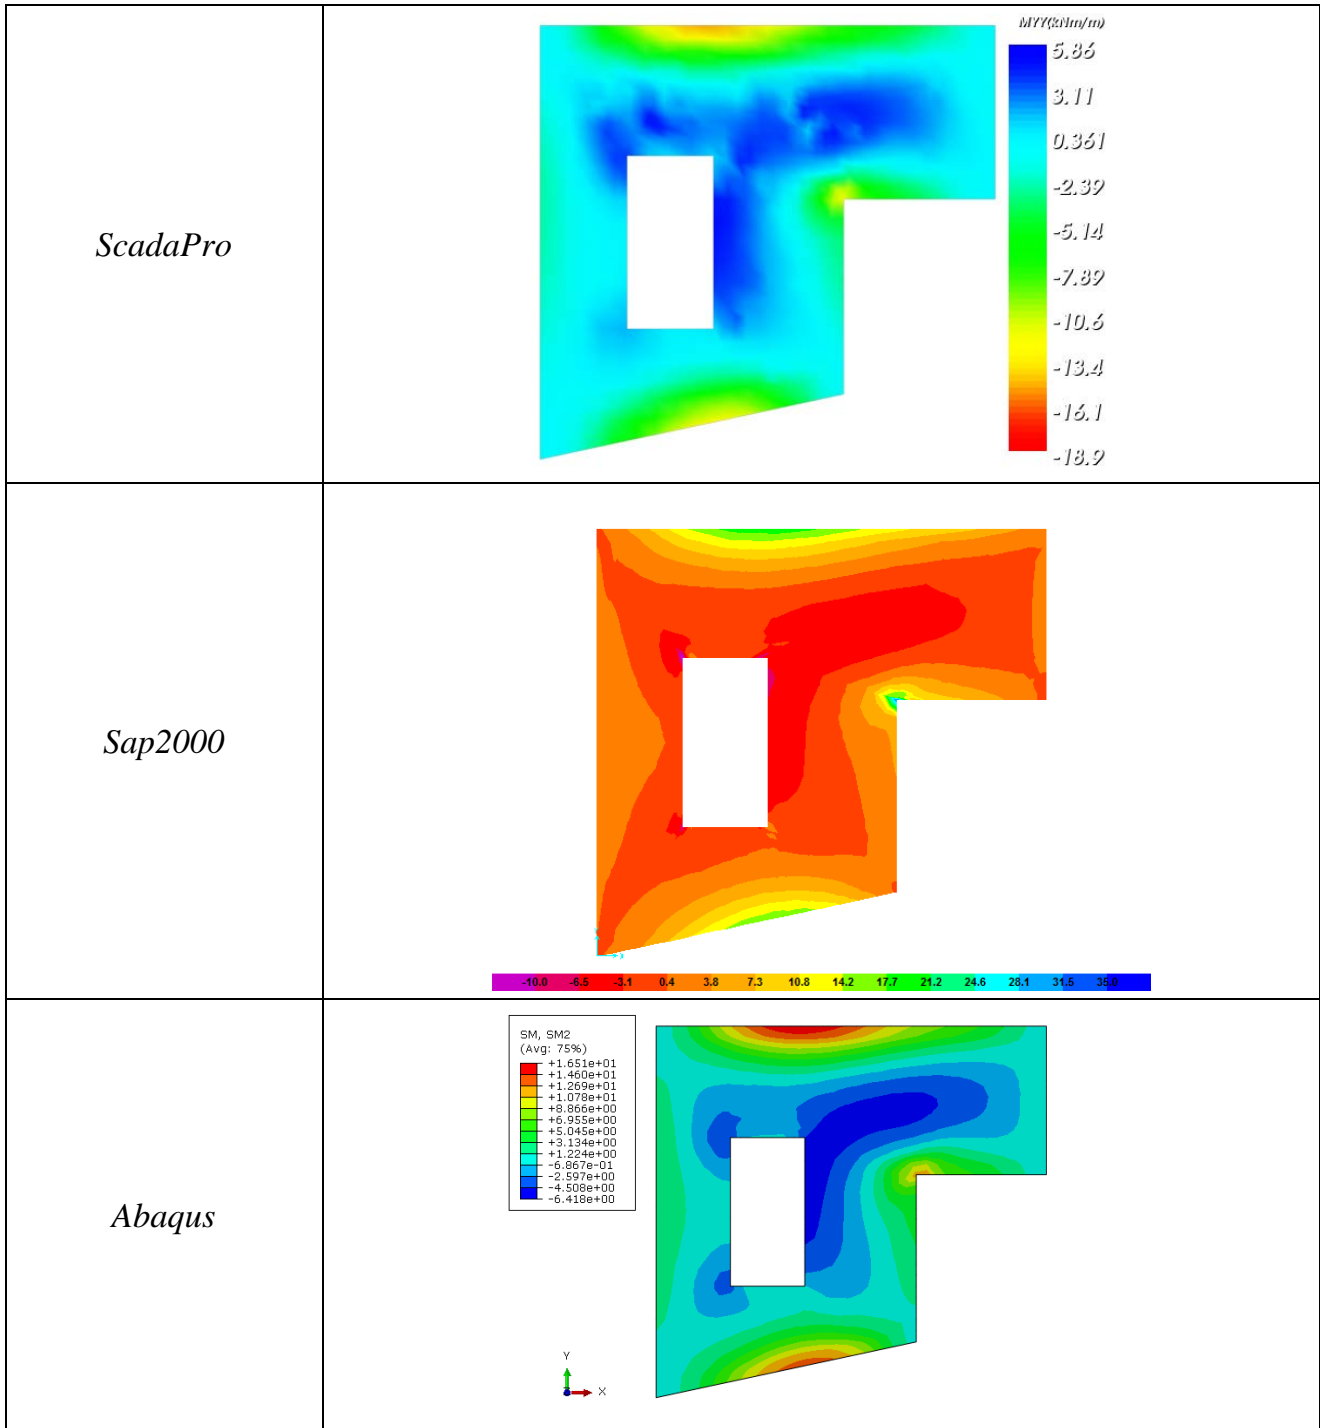 MYY(kNm/m)
5.86
3.11
0.361
-2.39
-5.14
-7.89
-10.6
-13.4
-16.1
-18.9
ScadaPro
Sap2000
-10.0 -6.5 -3.1 0.4 3.8 7.3 10.8 14.2 17.7 21.2 24.6 28.1 31.5 35.0
SM, SM2
(Avg: 75%)
+1.651e+01
+1.460e+01
+1.269e+01
+1.078e+01
+8.866e+00
+6.955e+00
+5.045e+00
+3.134e+00
+1.224e+00
-6.867e-01
-2.597e+00
-4.508e+00
-6.418e+00
Abaqus
Y
X